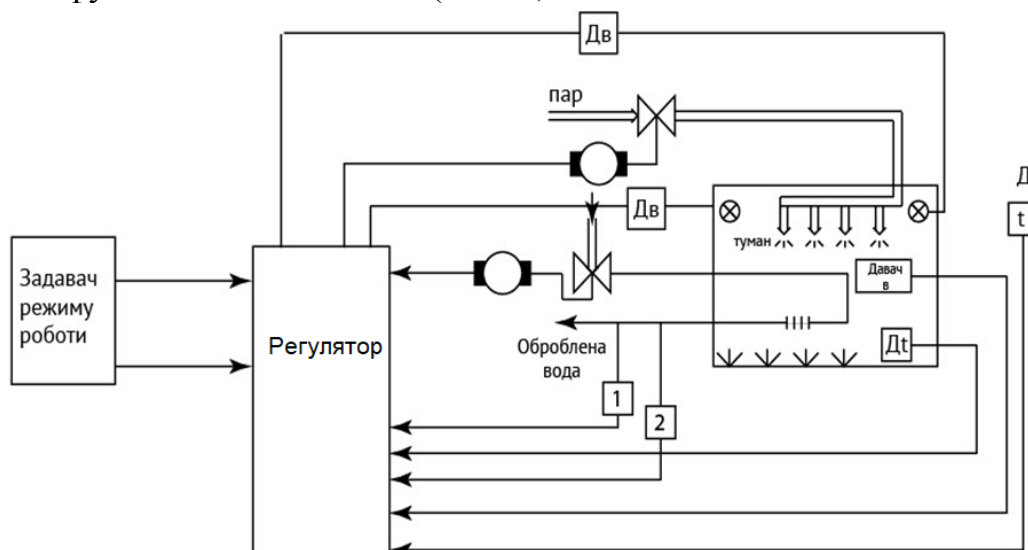 Дв
пар
Дв
Д
t
туман
Давач
в
Задавач
режиму
роботи
Регулятор
Оброблена
вода
Дt
1
2